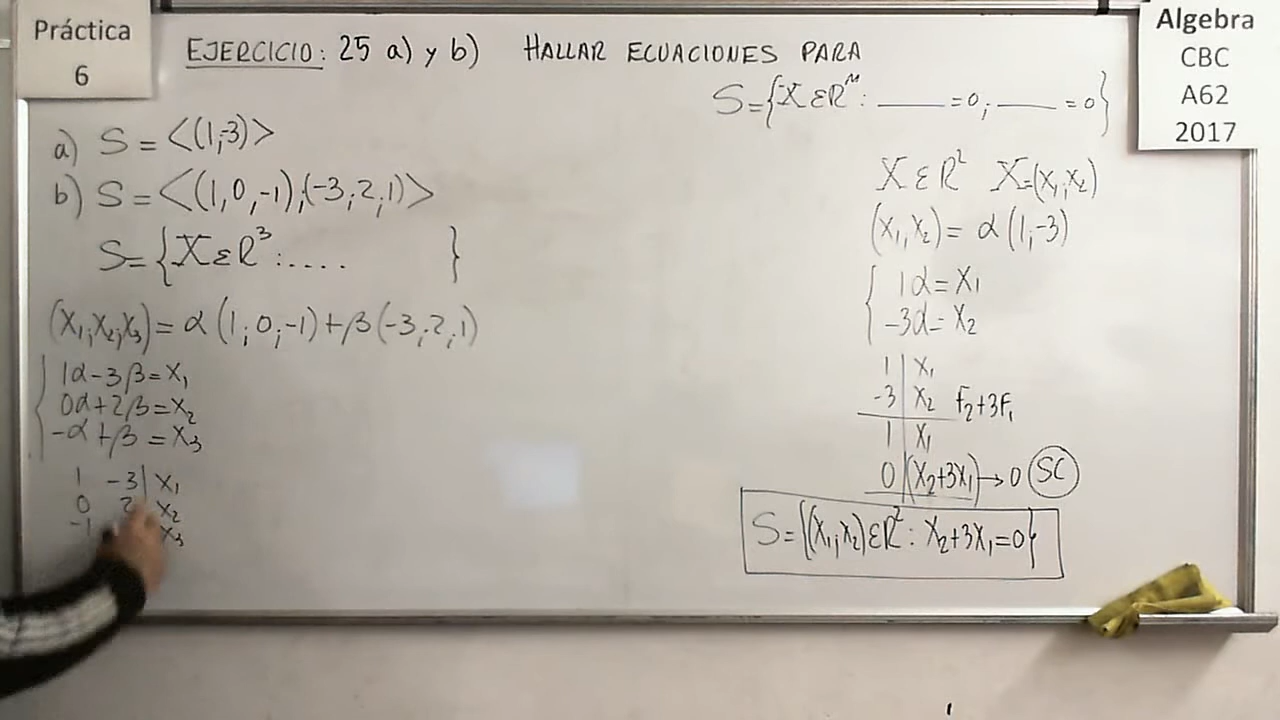 Práctica
6
EJERCICIO: 25 a) y b) HALLAR ECUACIONES PARA
S={X ∈ ℝⁿ: ____ =0; ____ =0}
Algebra
CBC
A62
2017
a) S = <(1,-3)>
b) S = <(1,0,-1);(-3;2,1)>
S={X ∈ ℝ³:.... }
(X₁;X₂;X₃)= α(1;0;-1)+β(-3;2,1)
1α-3β=X₁
0α+2β=X₂
-α+β=X₃
1 -3|X₁
0 2 X₂
-1 X₃
X ∈ ℝ² X=(X₁;X₂)
(X₁,X₂)= α(1;-3)
{1α=X₁
-3α=X₂
1|X₁
-3|X₂ F₂+3F₁
1|X₁
0|(X₂+3X₁)→0 (SC)
S={(X₁;X₂)∈ℝ²: X₂+3X₁=0}